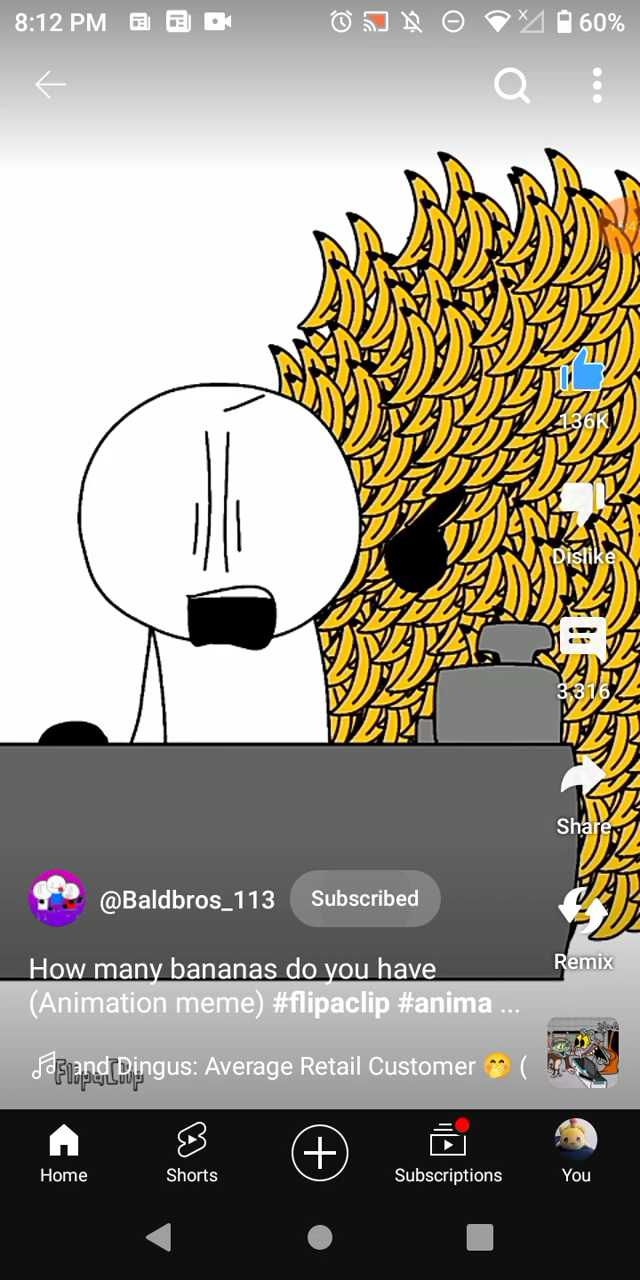 8:12 PM
60%
136K
Dislike
3,316
Share
@Baldbros_113
Subscribed
Remix
How many bananas do you have
(Animation meme) #flipaclip #anima ...
and Dingus: Average Retail Customer 🤭 (
FlipaClip
Home
Shorts
Subscriptions
You